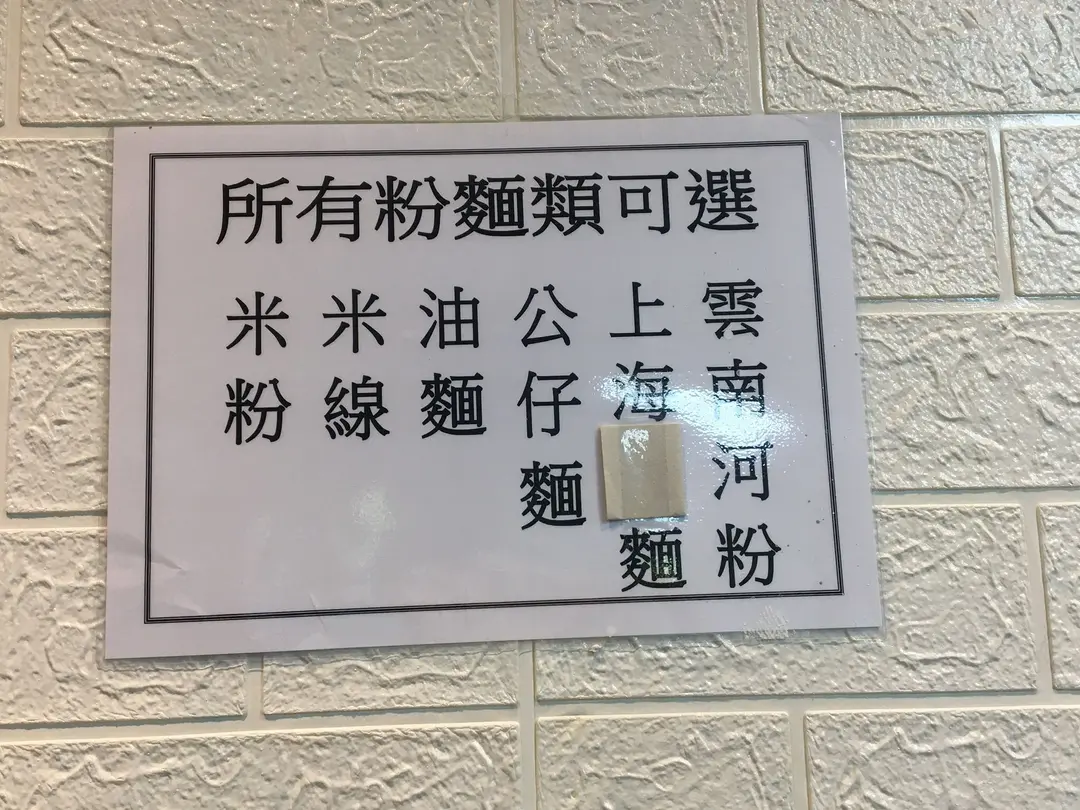 所有粉麵類可選
雲南河粉
上海麵
公仔麵
油麵
米線
米粉